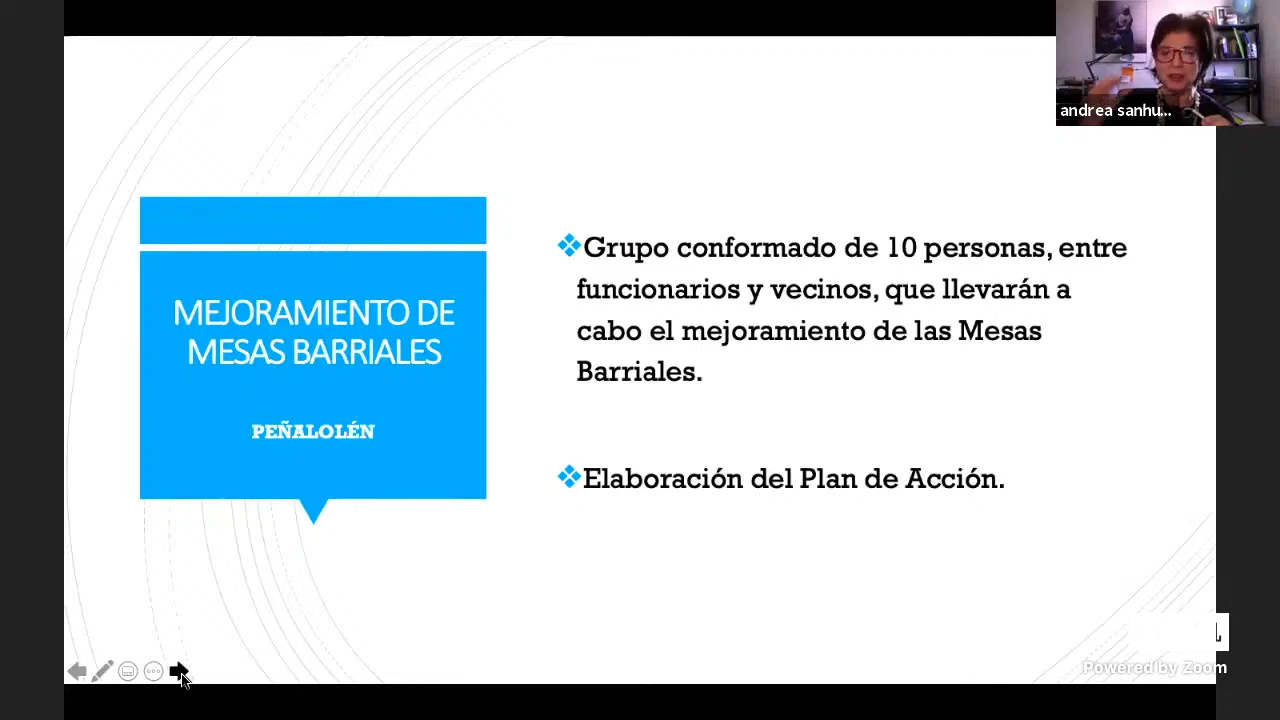 andrea sanhu...
MEJORAMIENTO DE
MESAS BARRIALES
PEÑALOLÉN
❖Grupo conformado de 10 personas, entre
funcionarios y vecinos, que llevarán a
cabo el mejoramiento de las Mesas
Barriales.
❖Elaboración del Plan de Acción.
Powered by Zoom